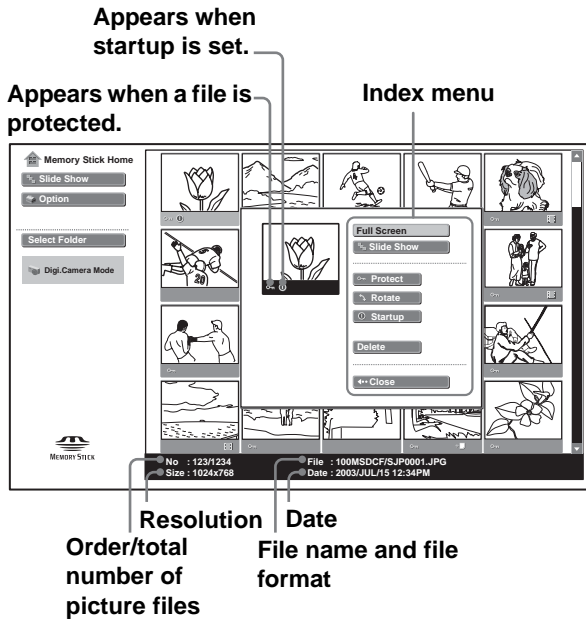 Appears when
startup is set.
Appears when a file is
protected.
Index menu
Memory Stick Home
Slide Show
Option
Select Folder
Digi.Camera Mode
Full Screen
Slide Show
Protect
Rotate
Startup
Delete
Close
20
MEMORY STICK
No : 123/1234
File : 100MSDCF/SJP0001.JPG
Size : 1024x768
Date : 2003/JUL/15 12:34PM
Resolution
Date
Order/total
number of
picture files
File name and file
format